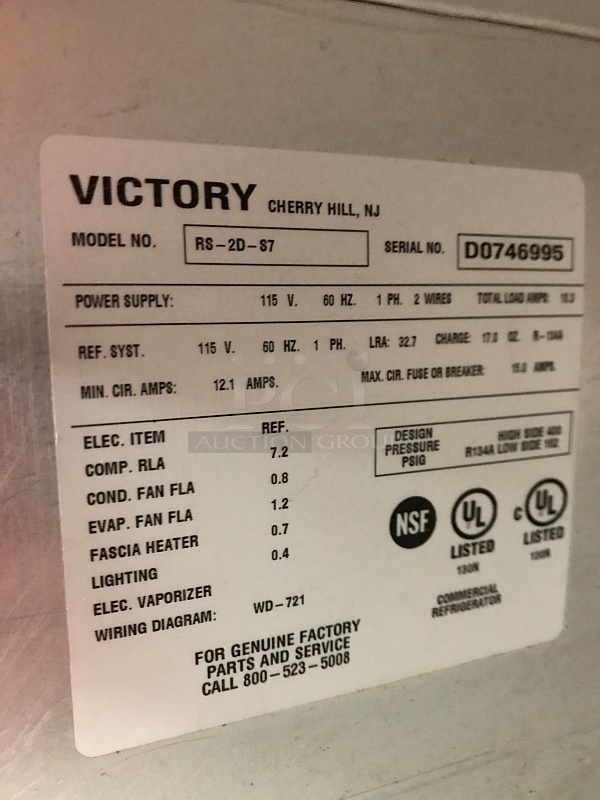 VICTORY CHERRY HILL, NJ
MODEL NO. RS-2D-S7 SERIAL NO. D0746995
POWER SUPPLY: 115 V. 60 HZ. 1 PH. 2 WIRES TOTAL LOAD AMPS: 10.3
REF. SYST. 115 V. 60 HZ. 1 PH. LRA: 32.7 CHARGE: 17.0 OZ. R-134A
MIN. CIR. AMPS: 12.1 AMPS. MAX. CIR. FUSE OR BREAKER: 15.0 AMPS.
ELEC. ITEM REF.
COMP. RLA 7.2
COND. FAN FLA 0.8
EVAP. FAN FLA 1.2
FASCIA HEATER 0.7
LIGHTING 0.4
ELEC. VAPORIZER
WIRING DIAGRAM: WD-721
DESIGN PRESSURE PSIG
HIGH SIDE 400
R134A LOW SIDE 162
NSF
UL
LISTED
130N
C UL
LISTED
130N
COMMERCIAL
REFRIGERATOR
FOR GENUINE FACTORY
PARTS AND SERVICE
CALL 800-523-5008
PCI
AUCTION GROUP